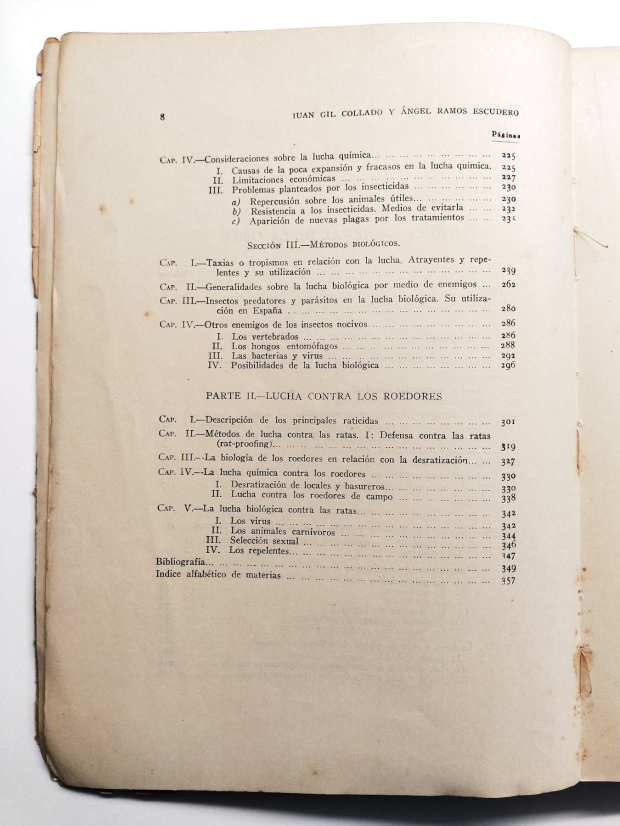 8 JUAN GIL COLLADO Y ÁNGEL RAMOS ESCUDERO
Páginas
CAP. IV.—Consideraciones sobre la lucha química... ... ... ... ... ... ... ... 225
I. Causas de la poca expansión y fracasos en la lucha química. 225
II. Limitaciones económicas ... ... ... ... ... ... ... ... ... 227
III. Problemas planteados por los insecticidas ... ... ... ... ... 230
a) Repercusión sobre los animales útiles... ... ... ... ... 230
b) Resistencia a los insecticidas. Medios de evitarla ... ... 232
c) Aparición de nuevas plagas por los tratamientos ... ... 231
SECCIÓN III.—MÉTODOS BIOLÓGICOS.
CAP. I.—Taxias o tropismos en relación con la lucha. Atrayentes y repe-
lentes y su utilización ... ... ... ... ... ... ... ... ... ... 239
CAP. II.—Generalidades sobre la lucha biológica por medio de enemigos ... 262
CAP. III.—Insectos predatores y parásitos en la lucha biológica. Su utiliza-
ción en España ... ... ... ... ... ... ... ... ... ... ... ... 280
CAP. IV.—Otros enemigos de los insectos nocivos ... ... ... ... ... ... ... 286
I. Los vertebrados ... ... ... ... ... ... ... ... ... ... ... 286
II. Los hongos entomófagos ... ... ... ... ... ... ... ... ... 288
III. Las bacterias y virus ... ... ... ... ... ... ... ... ... ... 292
IV. Posibilidades de la lucha biológica ... ... ... ... ... ... 296
PARTE II.—LUCHA CONTRA LOS ROEDORES
CAP. I.—Descripción de los principales raticidas ... ... ... ... ... ... ... 301
CAP. II.—Métodos de lucha contra las ratas. I: Defensa contra las ratas
(rat-proofing)... ... ... ... ... ... ... ... ... ... ... ... 319
CAP. III.--La biología de los roedores en relación con la desratización... ... 327
CAP. IV.—La lucha química contra los roedores ... ... ... ... ... ... ... 330
I. Desratización de locales y basureros... ... ... ... ... ... 330
II. Lucha contra los roedores de campo ... ... ... ... ... ... 338
CAP. V.—La lucha biológica contra las ratas... ... ... ... ... ... ... ... 342
I. Los virus ... ... ... ... ... ... ... ... ... ... ... ... ... 342
II. Los animales carnívoros ... ... ... ... ... ... ... ... ... 344
III. Selección sexual ... ... ... ... ... ... ... ... ... ... ... 346
IV. Los repelentes... ... ... ... ... ... ... ... ... ... ... ... 347
Bibliografía... ... ... ... ... ... ... ... ... ... ... ... ... ... ... 349
Indice alfabético de materias ... ... ... ... ... ... ... ... ... ... ... 357